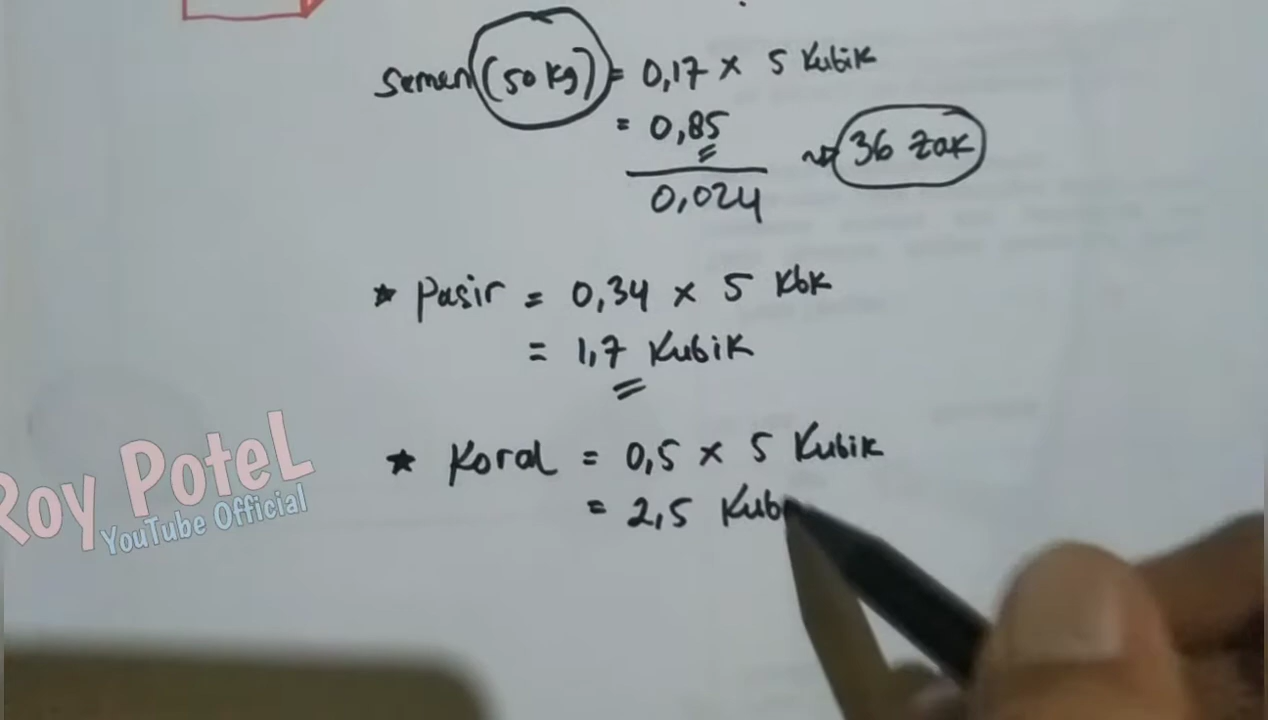 Semen (50 kg) = 0,17 x 5 Kubik
= 0,85
0,024
36 Zak
* Pasir = 0,34 x 5 Kbk
= 1,7 Kubik
* Koral = 0,5 x 5 Kubik
= 2,5 Kub
Roy PoteL
YouTube Official